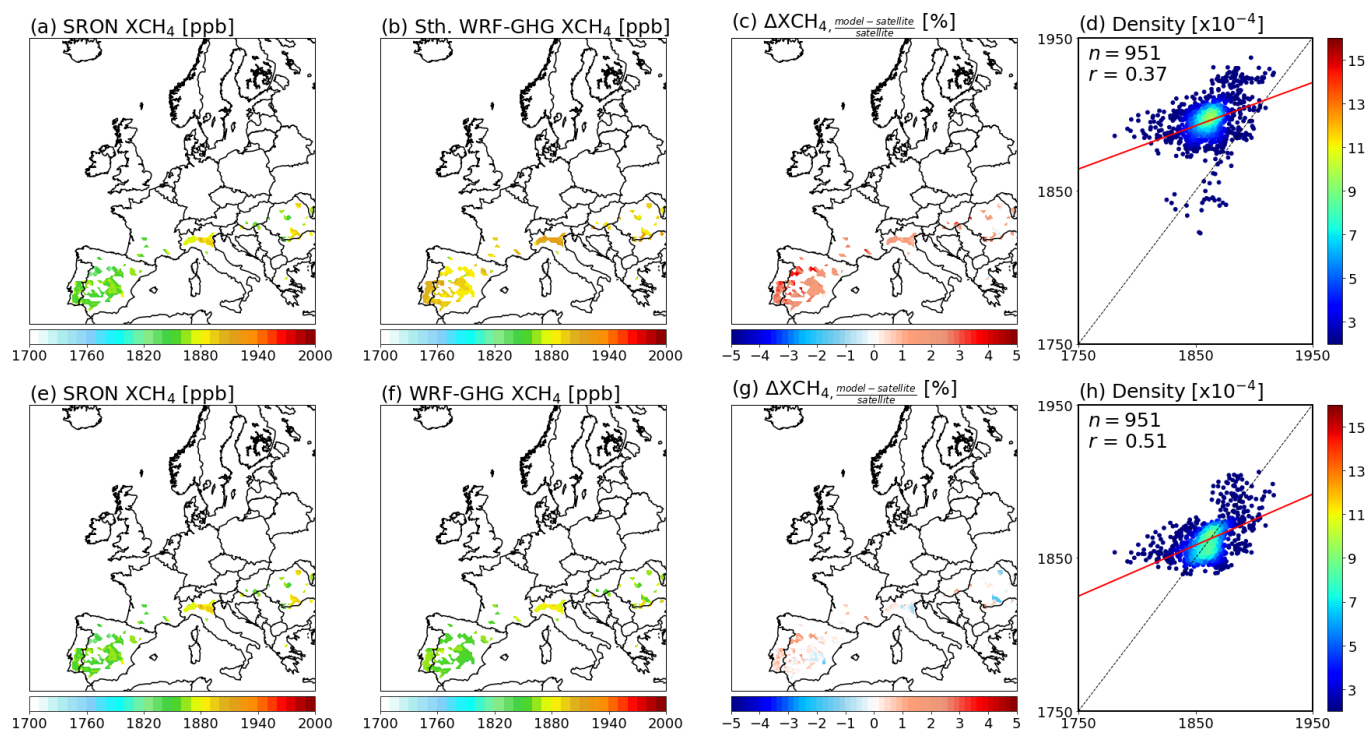 (a) SRON XCH₄ [ppb]
(b) Sth. WRF-GHG XCH₄ [ppb]
(c) ΔXCH₄, model−satellite/satellite [%]
(d) Density [x10⁻⁴]
1700 1760 1820 1880 1940 2000
1700 1760 1820 1880 1940 2000
−5 −4 −3 −2 −1 0 1 2 3 4 5
1950
1850
1750
n = 951
r = 0.37
1750 1850 1950
15
13
11
9
7
5
3
(e) SRON XCH₄ [ppb]
(f) WRF-GHG XCH₄ [ppb]
(g) ΔXCH₄, model−satellite/satellite [%]
(h) Density [x10⁻⁴]
1700 1760 1820 1880 1940 2000
1700 1760 1820 1880 1940 2000
−5 −4 −3 −2 −1 0 1 2 3 4 5
1950
1850
1750
n = 951
r = 0.51
1750 1850 1950
15
13
11
9
7
5
3